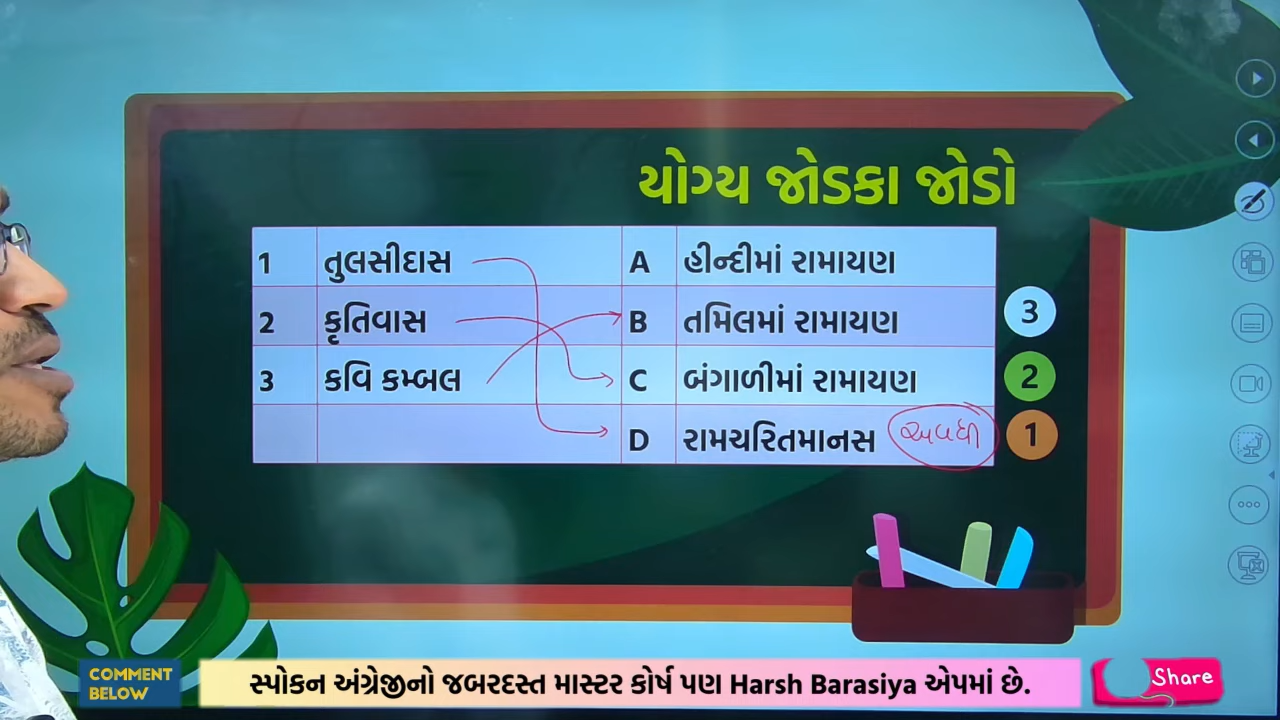 યોગ્ય જોડકા જોડો
1 તુલસીદાસ A હીન્દીમાં રામાયણ
2 કૃતિવાસ B તમિલમાં રામાયણ 3
3 કવિ કમ્બલ C બંગાળીમાં રામાયણ 2
D રામચરિતમાનસ અવધી 1
COMMENT
BELOW
સ્પોકન અંગ્રેજીનો જબરદસ્ત માસ્ટર કોર્ષ પણ Harsh Barasiya એપમાં છે.
Share